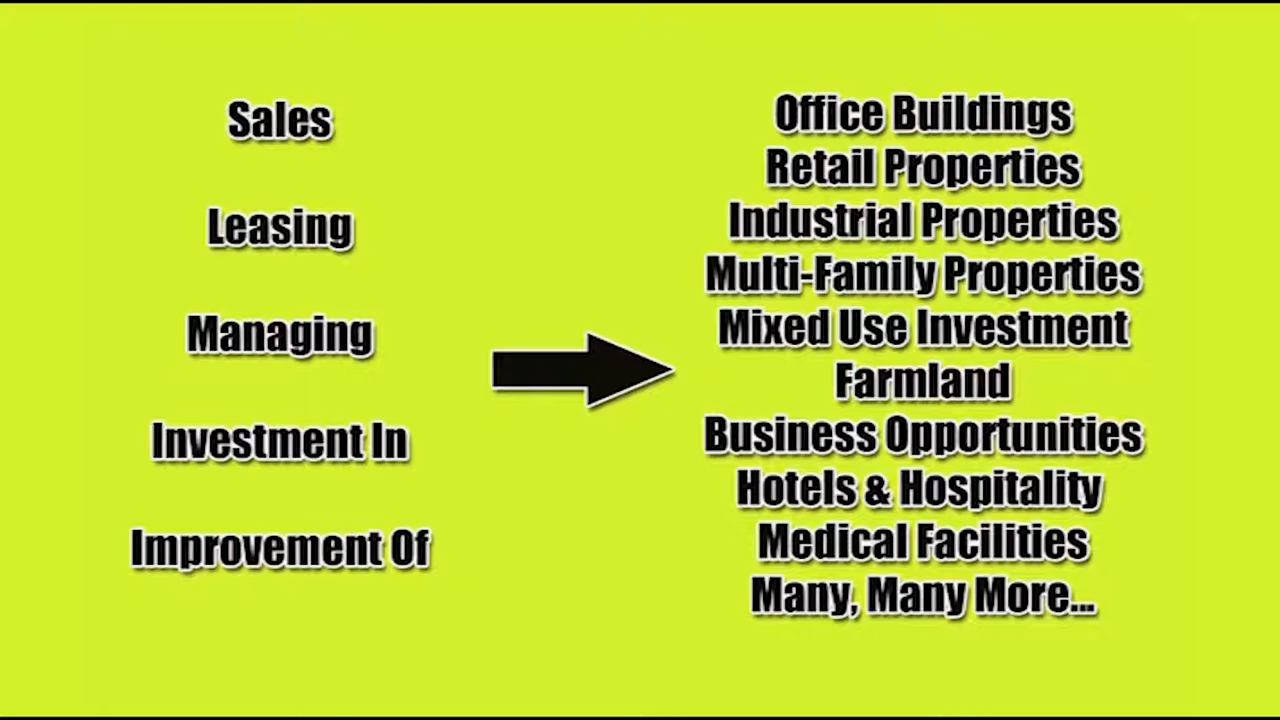 Sales
Leasing
Managing
Investment In
Improvement Of
Office Buildings
Retail Properties
Industrial Properties
Multi-Family Properties
Mixed Use Investment
Farmland
Business Opportunities
Hotels & Hospitality
Medical Facilities
Many, Many More...